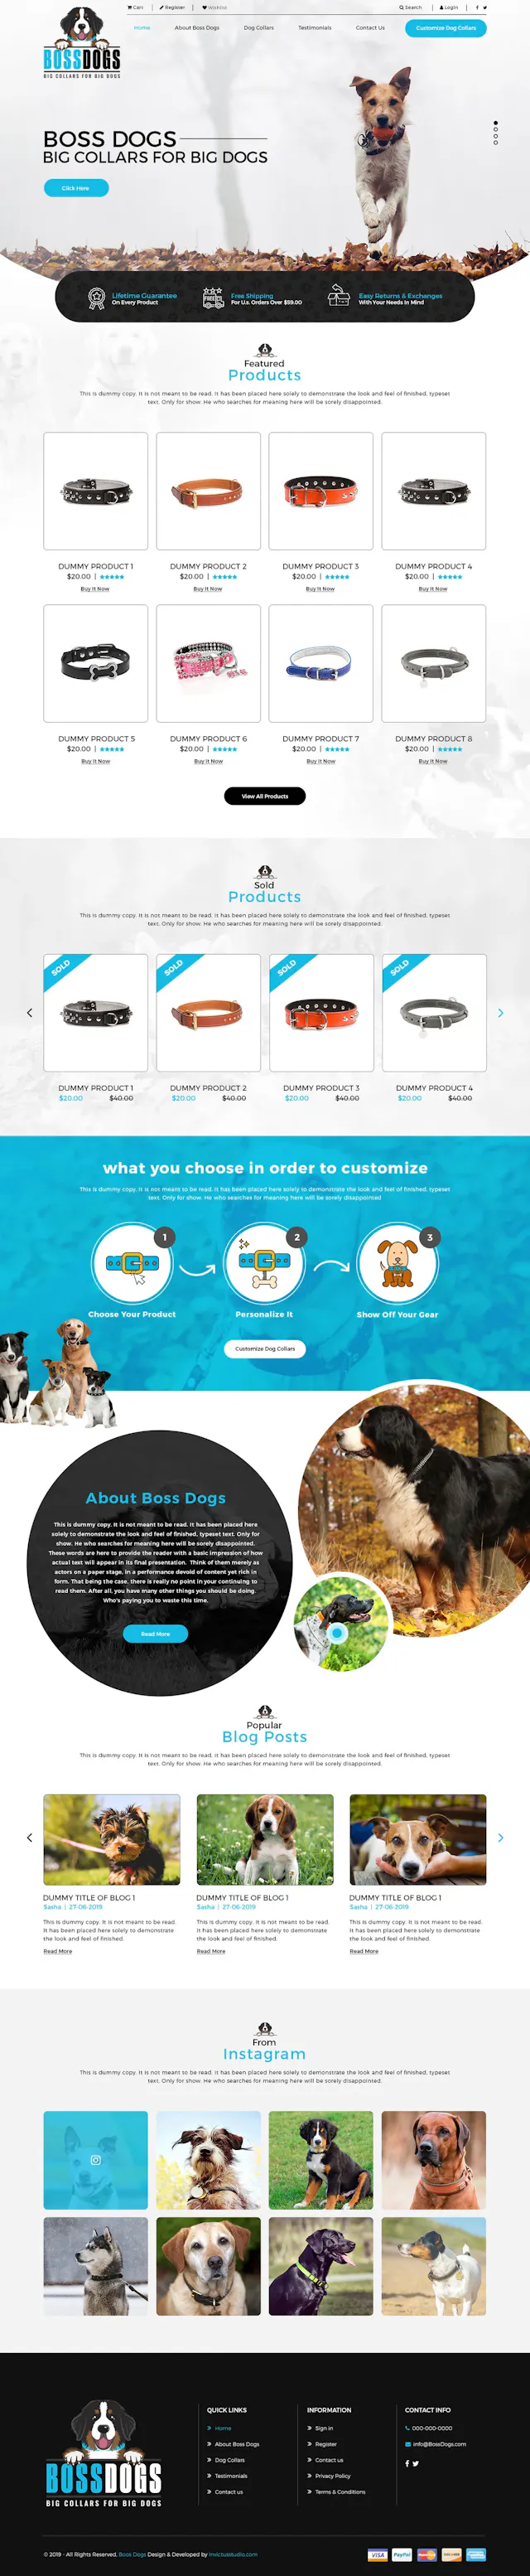 Cart
Register
Wishlist
Search
Login
BOSSDOGS
BIG COLLARS FOR BIG DOGS
Home
About Boss Dogs
Dog Collars
Testimonials
Contact Us
Customize Dog Collars
BOSS DOGS
BIG COLLARS FOR BIG DOGS
Click Here
Lifetime Guarantee
On Every Product
FREE
Free Shipping
For U.s. Orders Over $59.00
Easy Returns & Exchanges
With Your Needs In Mind
Featured
Products
This is dummy copy. It is not meant to be read. It has been placed here solely to demonstrate the look and feel of finished, typeset
text. Only for show. He who searches for meaning here will be sorely disappointed.
DUMMY PRODUCT 1
$20.00 |
Buy It Now
DUMMY PRODUCT 2
$20.00 |
Buy It Now
DUMMY PRODUCT 3
$20.00 |
Buy It Now
DUMMY PRODUCT 4
$20.00 |
Buy It Now
DUMMY PRODUCT 5
$20.00 |
Buy It Now
DUMMY PRODUCT 6
$20.00 |
Buy It Now
DUMMY PRODUCT 7
$20.00 |
Buy It Now
DUMMY PRODUCT 8
$20.00 |
Buy It Now
View All Products
Sold
Products
This is dummy copy. It is not meant to be read. It has been placed here solely to demonstrate the look and feel of finished, typeset
text. Only for show. He who searches for meaning here will be sorely disappointed.
SOLD
DUMMY PRODUCT 1
$20.00 $40.00
SOLD
DUMMY PRODUCT 2
$20.00 $40.00
SOLD
DUMMY PRODUCT 3
$20.00 $40.00
SOLD
DUMMY PRODUCT 4
$20.00 $40.00
what you choose in order to customize
This is dummy copy. It is not meant to be read. It has been placed here solely to demonstrate the look and feel of finished, typeset
text. Only for show. He who searches for meaning here will be sorely disappointed
1
Choose Your Product
2
Personalize It
3
Show Off Your Gear
Customize Dog Collars
About Boss Dogs
This is dummy copy. It is not meant to be read. It has been placed here
solely to demonstrate the look and feel of finished, typeset text. Only for
show. He who searches for meaning here will be sorely disappointed.
These words are here to provide the reader with a basic impression of how
actual text will appear in its final presentation. Think of them merely as
actors on a paper stage, in a performance devoid of content yet rich in
form. That being the case, there is really no point in your continuing to
read them. After all, you have many other things you should be doing.
Who's paying you to waste this time.
Read More
Popular
Blog Posts
This is dummy copy. It is not meant to be read. It has been placed here solely to demonstrate the look and feel of finished, typeset
text. Only for show. He who searches for meaning here will be sorely disappointed.
DUMMY TITLE OF BLOG 1
Sasha | 27-06-2019
This is dummy copy. It is not meant to be read.
It has been placed here solely to demonstrate
the look and feel of finished.
Read More
DUMMY TITLE OF BLOG 1
Sasha | 27-06-2019
This is dummy copy. It is not meant to be read.
It has been placed here solely to demonstrate
the look and feel of finished.
Read More
DUMMY TITLE OF BLOG 1
Sasha | 27-06-2019
This is dummy copy. It is not meant to be read.
It has been placed here solely to demonstrate
the look and feel of finished.
Read More
From
Instagram
This is dummy copy. It is not meant to be read. It has been placed here solely to demonstrate the look and feel of finished, typeset
text. Only for show. He who searches for meaning here will be sorely disappointed.
BOSSDOGS
BIG COLLARS FOR BIG DOGS
QUICK LINKS
Home
About Boss Dogs
Dog Collars
Testimonials
Contact us
INFORMATION
Sign in
Register
Contact us
Privacy Policy
Terms & Conditions
CONTACT INFO
000-000-0000
info@BossDogs.com
© 2019 - All Rights Reserved. Boss Dogs Design & Developed by Invictusstudio.com
VISA
PayPal